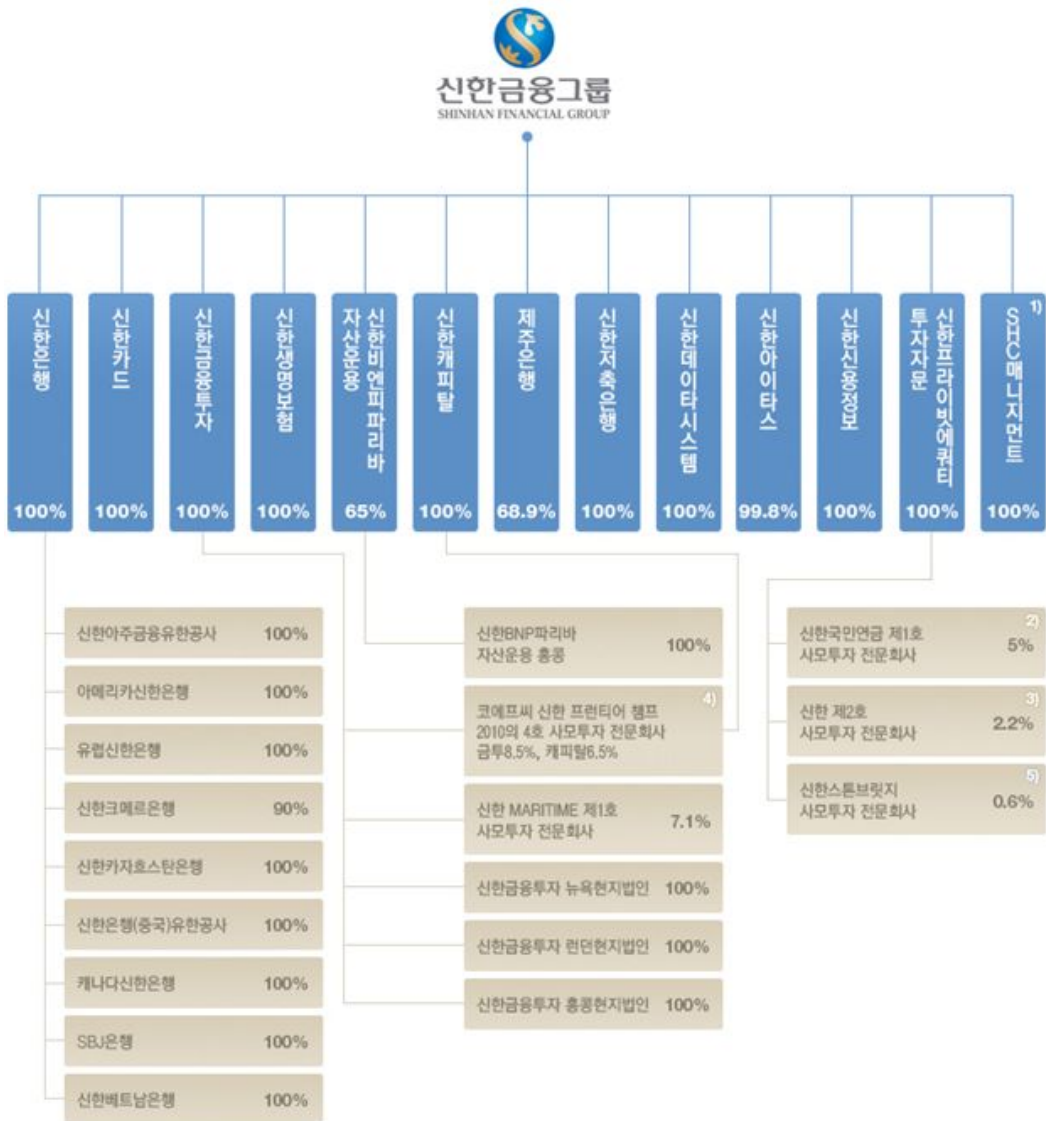 신한금융그룹
SHINHAN FINANCIAL GROUP
신한은행
100%
신한카드
100%
신한금융투자
100%
신한생명보험
100%
신한비엔피파리바
자산운용
65%
신한캐피탈
100%
제주은행
68.9%
신한저축은행
100%
신한데이타시스템
100%
신한아이타스
99.8%
신한신용정보
100%
신한프라이빗에쿼티
투자자문
100%
1)
SHC매니지먼트
100%
신한아주금융유한공사 100%
아메리카신한은행 100%
유럽신한은행 100%
신한크메르은행 90%
신한카자흐스탄은행 100%
신한은행(중국)유한공사 100%
캐나다신한은행 100%
SBJ은행 100%
신한베트남은행 100%
신한BNP파리바
자산운용 홍콩 100%
4)
코에프씨 신한 프런티어 챔프
2010의 4호 사모투자 전문회사
금투8.5%, 캐피탈6.5%
신한 MARITIME 제1호
사모투자 전문회사 7.1%
신한금융투자 뉴욕현지법인 100%
신한금융투자 런던현지법인 100%
신한금융투자 홍콩현지법인 100%
2)
신한국민연금 제1호
사모투자 전문회사 5%
3)
신한 제2호
사모투자 전문회사 2.2%
5)
신한스톤브릿지
사모투자 전문회사 0.6%